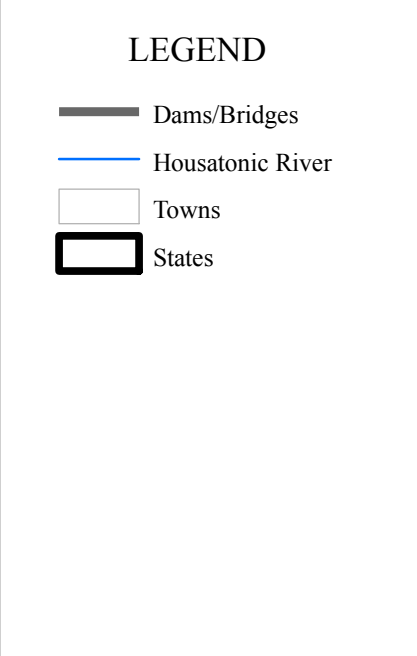 LEGEND
Dams/Bridges
Housatonic River
Towns
States